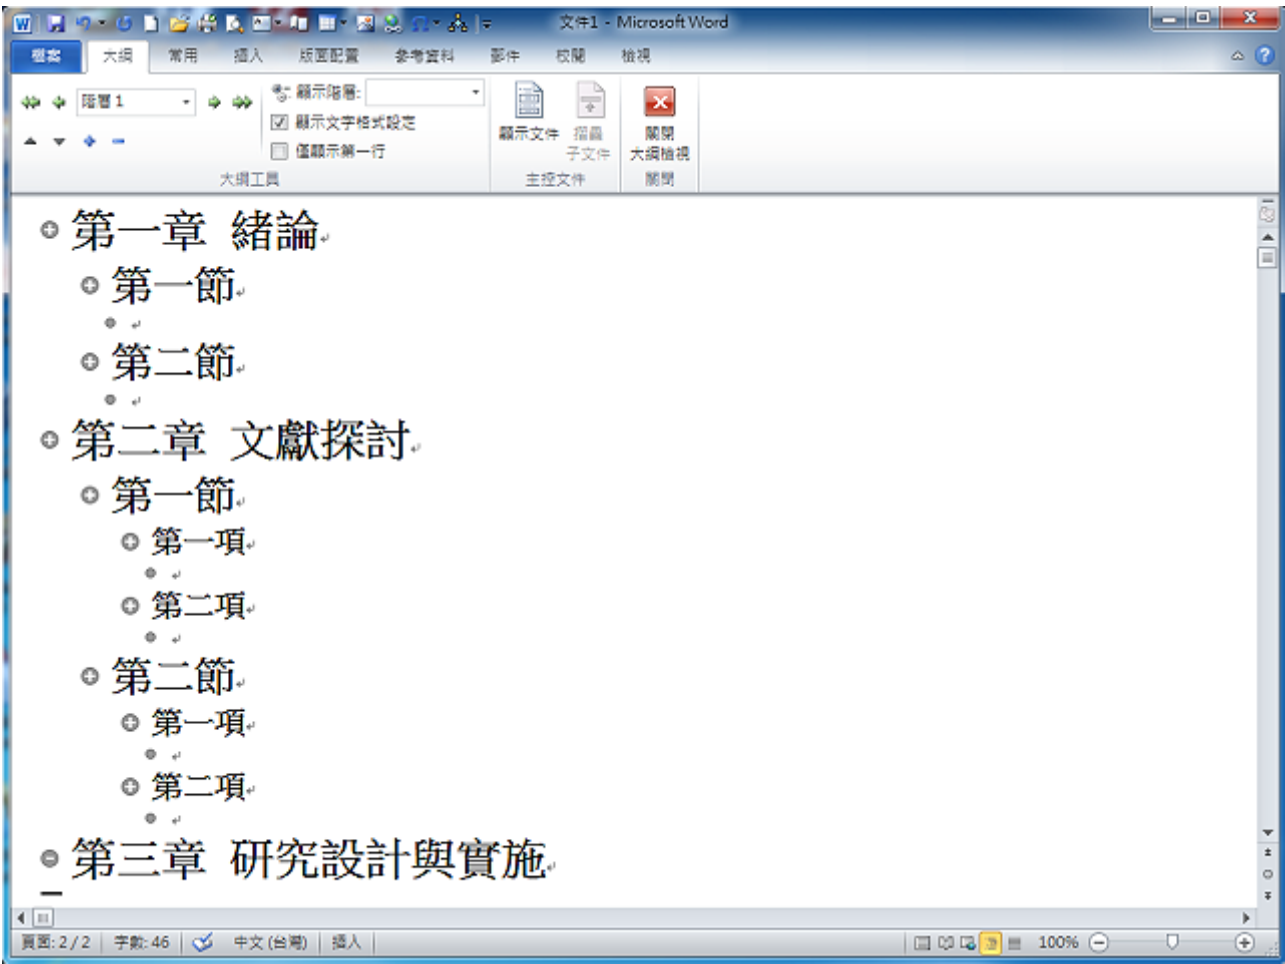 文件1 - Microsoft Word
檔案 大綱 常用 插入 版面配置 參考資料 郵件 校閱 檢視
階層 1
顯示階層:
顯示文字格式設定
僅顯示第一行
大綱工具
顯示文件
摺疊
子文件
主控文件
關閉
大綱檢視
關閉
第一章 緒論
第一節
第二節
第二章 文獻探討
第一節
第一項
第二項
第二節
第一項
第二項
第三章 研究設計與實施
頁面: 2 / 2 字數: 46 中文 (台灣) 插入 100%